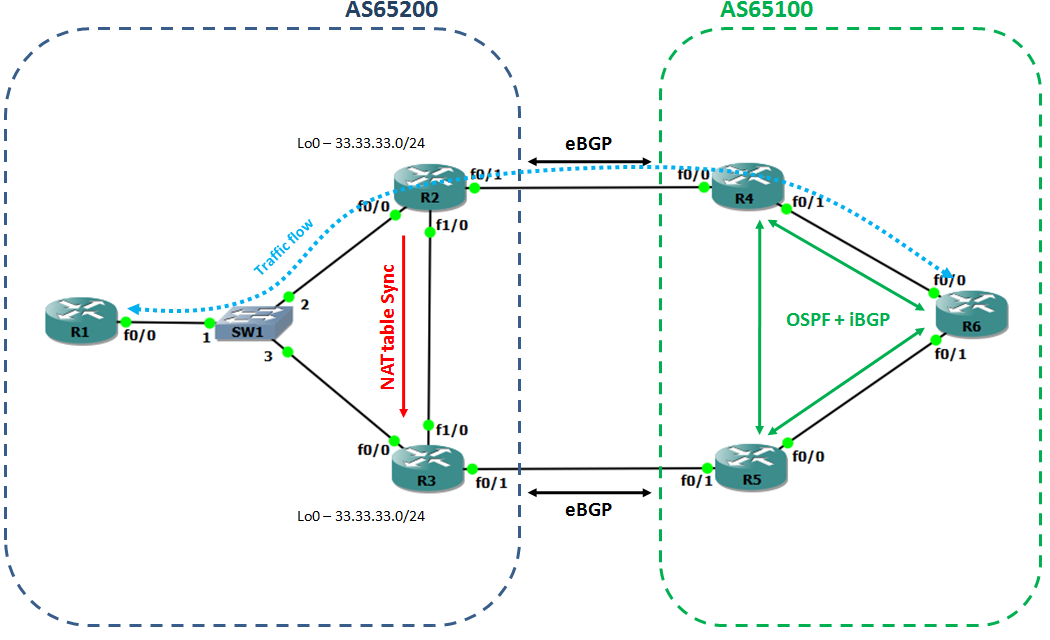 AS65200
AS65100
Lo0 – 33.33.33.0/24
eBGP
R2
f0/1
f0/0
R4
f0/0
f0/1
f1/0
Traffic flow
NAT table Sync
R1
f0/0
1
SW1
2
3
OSPF + iBGP
f0/0
R6
f0/1
f1/0
f0/0
R3
f0/1
f0/1
R5
f0/0
eBGP
Lo0 – 33.33.33.0/24